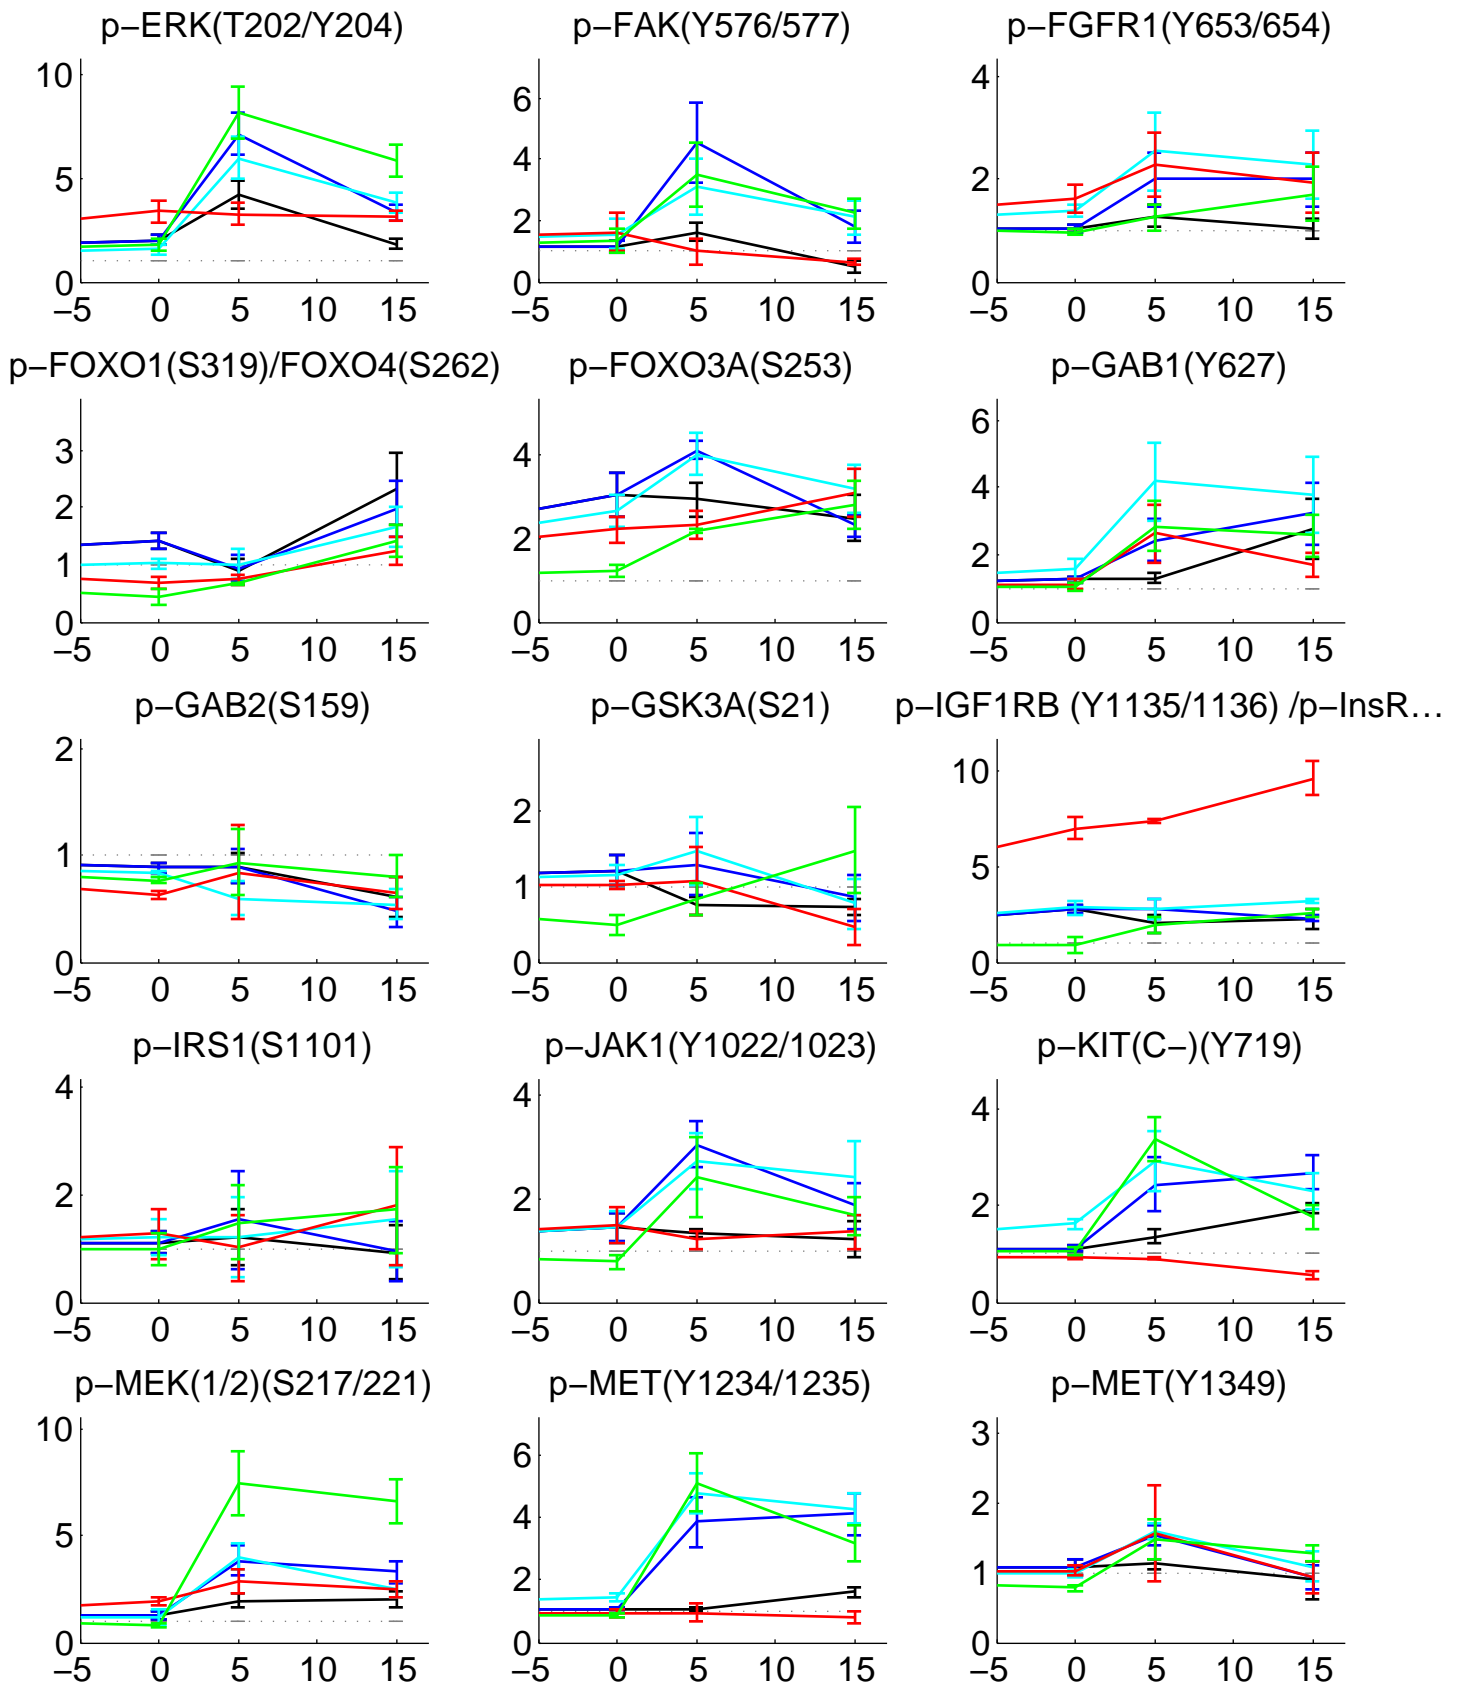 p−ERK(T202/Y204) p−FAK(Y576/577) p−FGFR1(Y653/654)
10 6 4
5 4 2
2
0 0 0
−5 0 5 10 15 −5 0 5 10 15 −5 0 5 10 15
p−FOXO1(S319)/FOXO4(S262) p−FOXO3A(S253) p−GAB1(Y627)
3 4 6
2 2 4
1 2
0 0 0
−5 0 5 10 15 −5 0 5 10 15 −5 0 5 10 15
p−GAB2(S159) p−GSK3A(S21) p−IGF1RB (Y1135/1136) /p−InsR...
2 2 10
1 1 5
0 0 0
−5 0 5 10 15 −5 0 5 10 15 −5 0 5 10 15
p−IRS1(S1101) p−JAK1(Y1022/1023) p−KIT(C−)(Y719)
4 4 4
2 2 2
0 0 0
−5 0 5 10 15 −5 0 5 10 15 −5 0 5 10 15
p−MEK(1/2)(S217/221) p−MET(Y1234/1235) p−MET(Y1349)
10 6 3
5 4 2
2 1
0 0 0
−5 0 5 10 15 −5 0 5 10 15 −5 0 5 10 15